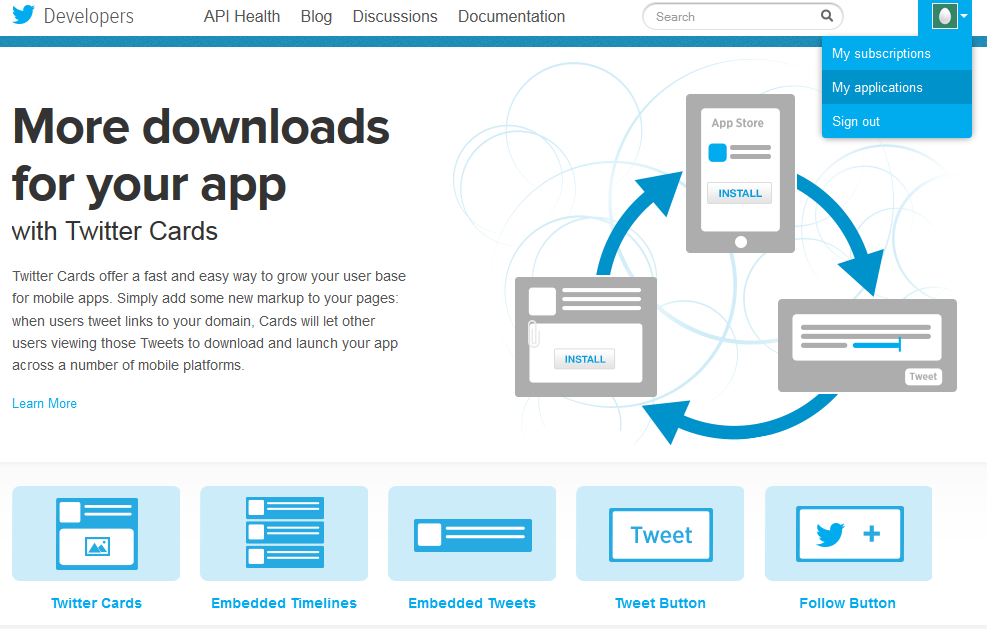 Developers
API Health
Blog
Discussions
Documentation
Search
My subscriptions
My applications
Sign out
More downloads
for your app
with Twitter Cards
Twitter Cards offer a fast and easy way to grow your user base
for mobile apps. Simply add some new markup to your pages:
when users tweet links to your domain, Cards will let other
users viewing those Tweets to download and launch your app
across a number of mobile platforms.
Learn More
App Store
INSTALL
INSTALL
Tweet
Tweet
Twitter Cards
Embedded Timelines
Embedded Tweets
Tweet Button
Follow Button